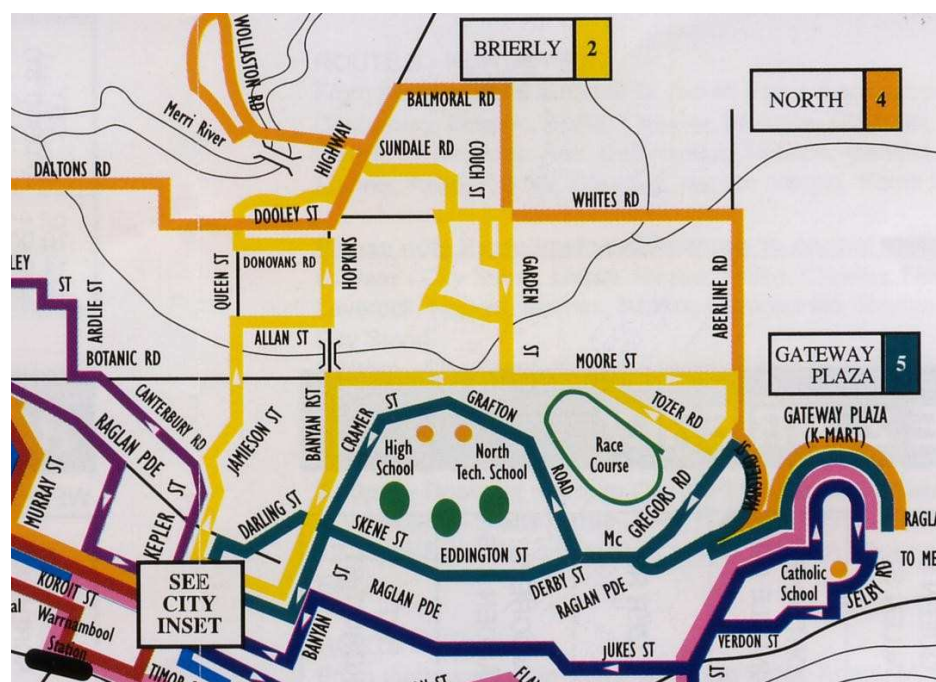 WOLLASTON RD
BRIERLY 2
BALMORAL RD
NORTH 4
Merri River
HIGHWAY
SUNDALE RD
COUCH ST
DALTONS RD
WHITES RD
DOOLEY ST
QUEEN ST
DONOVANS RD
HOPKINS
GARDEN
ST
ABERLINE RD
LEY
ST
ARDLIE ST
ALLAN ST
BOTANIC RD
MOORE ST
GATEWAY
PLAZA
5
GATEWAY PLAZA
(K-MART)
CANTERBURY RD
RAGLAN PDE
JAMIESON ST
BANYAN RST
CRAMER ST
GRAFTON
ROAD
TOZER RD
High
School
North
Tech. School
Race
Course
MURRAY ST
KEPLER ST
DARLING ST
SKENE ST
EDDINGTON ST
Mc GREGORS RD
RAGLA
TO ME
DERBY ST
RAGLAN PDE
RAGLAN PDE
KOROIT ST
SEE
CITY
INSET
Warrnambool
Station
BANYAN
ST
Catholic
School
SELBY RD
VERDON ST
JUKES ST
ST
TIMOR